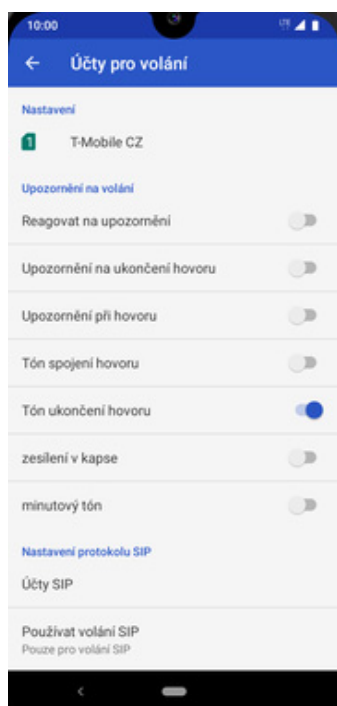 10:00
LTE
Účty pro volání
Nastavení
1
T-Mobile CZ
Upozornění na volání
Reagovat na upozornění
Upozornění na ukončení hovoru
Upozornění při hovoru
Tón spojení hovoru
Tón ukončení hovoru
zesílení v kapse
minutový tón
Nastavení protokolu SIP
Účty SIP
Používat volání SIP
Pouze pro volání SIP